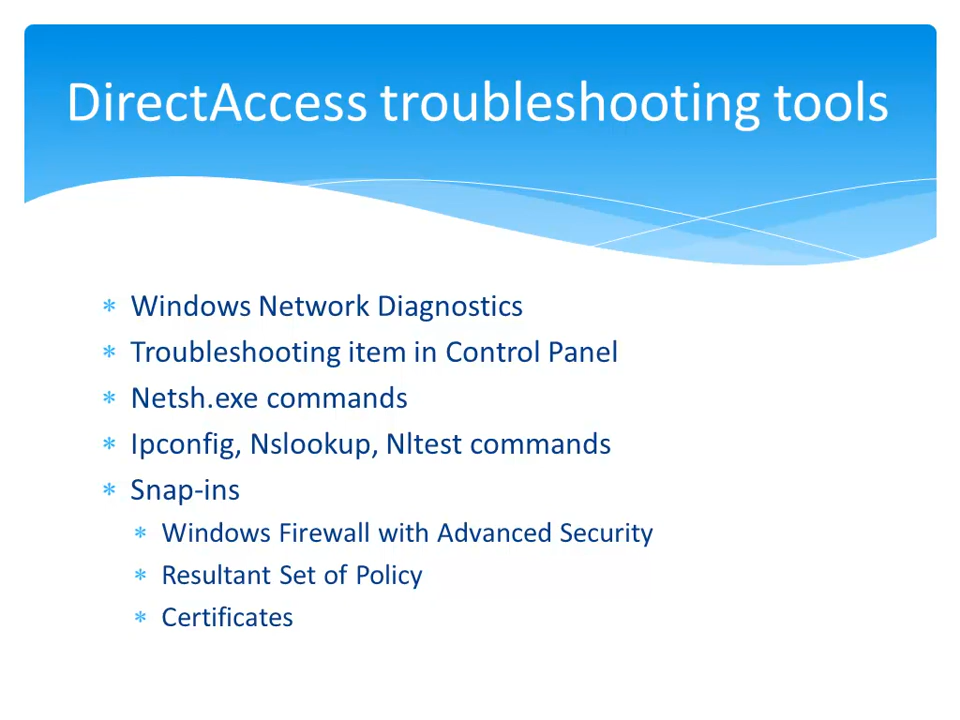 DirectAccess troubleshooting tools
* Windows Network Diagnostics
* Troubleshooting item in Control Panel
* Netsh.exe commands
* Ipconfig, Nslookup, Nltest commands
* Snap-ins
* Windows Firewall with Advanced Security
* Resultant Set of Policy
* Certificates